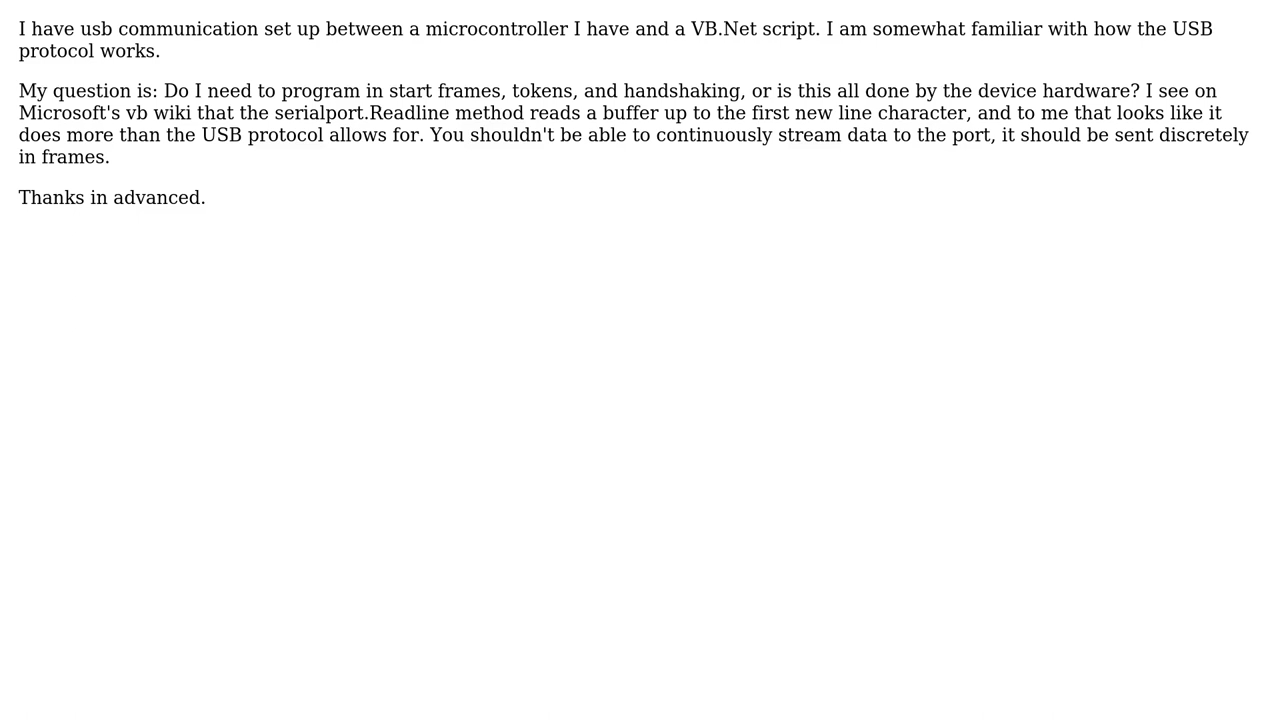 I have usb communication set up between a microcontroller I have and a VB.Net script. I am somewhat familiar with how the USB
protocol works.
My question is: Do I need to program in start frames, tokens, and handshaking, or is this all done by the device hardware? I see on
Microsoft's vb wiki that the serialport.Readline method reads a buffer up to the first new line character, and to me that looks like it
does more than the USB protocol allows for. You shouldn't be able to continuously stream data to the port, it should be sent discretely
in frames.
Thanks in advanced.